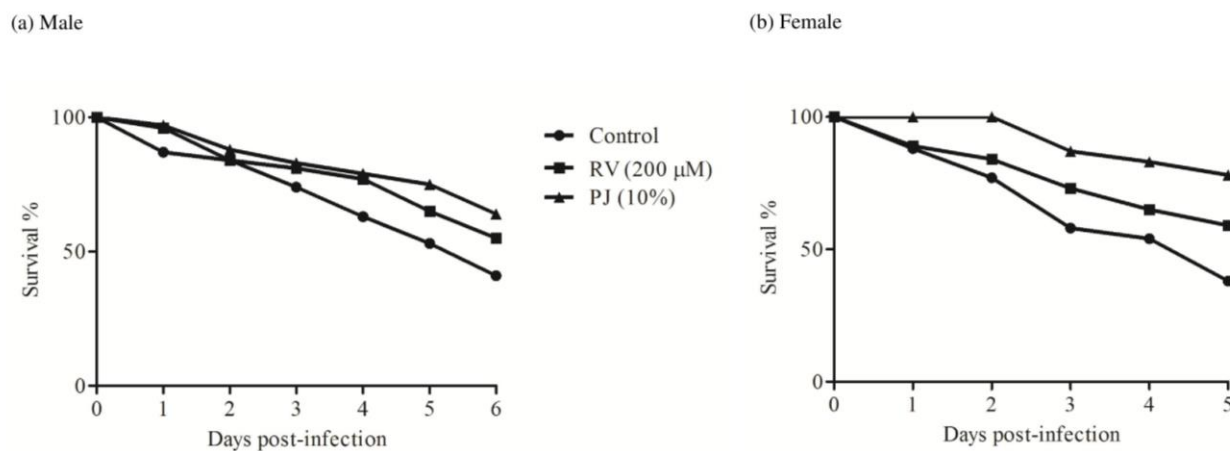 (a) Male
(b) Female
100
50
0
Survival %
0 1 2 3 4 5 6
Days post-infection
Control
RV (200 μM)
PJ (10%)
100
50
0
Survival %
0 1 2 3 4 5
Days post-infection